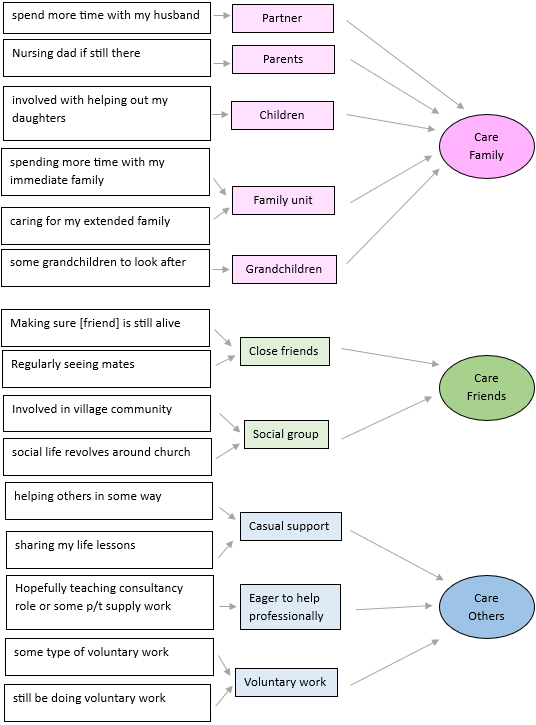 spend more time with my husband
Partner
Nursing dad if still there
Parents
involved with helping out my
daughters
Children
Care
Family
spending more time with my
immediate family
Family unit
caring for my extended family
some grandchildren to look after
Grandchildren
Making sure [friend] is still alive
Close friends
Regularly seeing mates
Care
Friends
Involved in village community
Social group
social life revolves around church
helping others in some way
Casual support
sharing my life lessons
Hopefully teaching consultancy
role or some p/t supply work
Eager to help
professionally
Care
Others
some type of voluntary work
Voluntary work
still be doing voluntary work